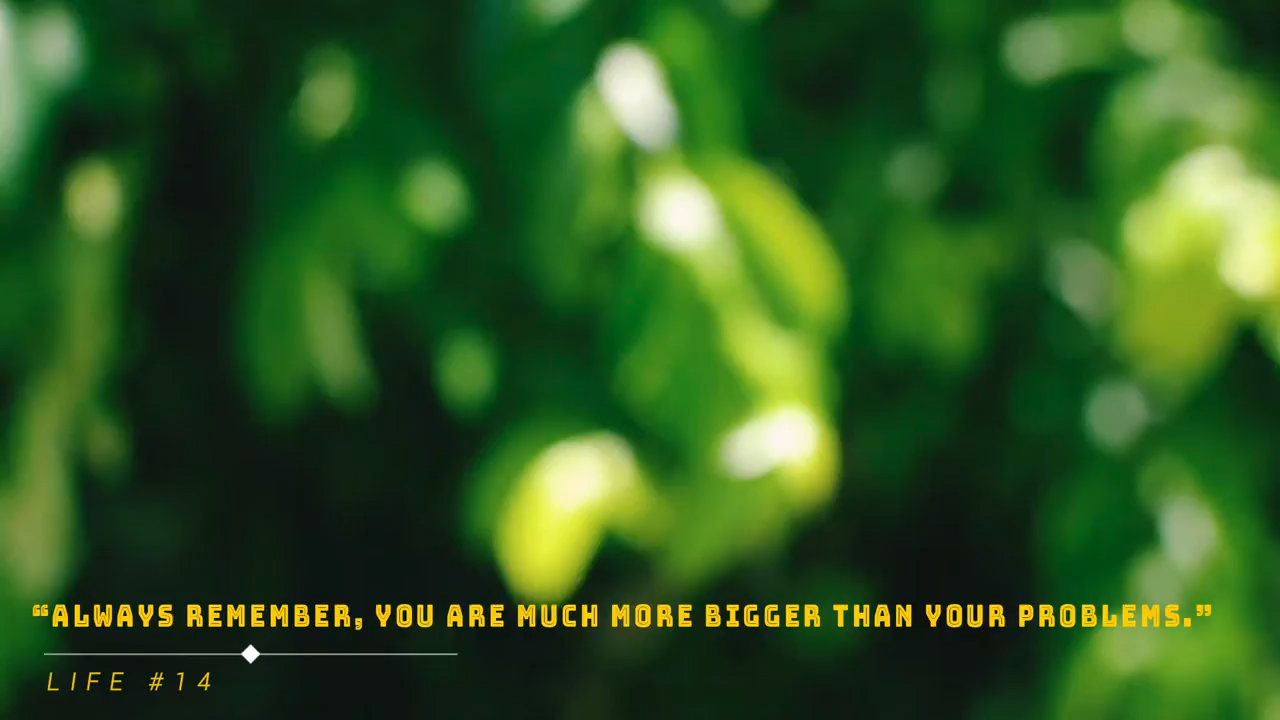 “ALWAYS REMEMBER, YOU ARE MUCH MORE BIGGER THAN YOUR PROBLEMS.”
LIFE #14